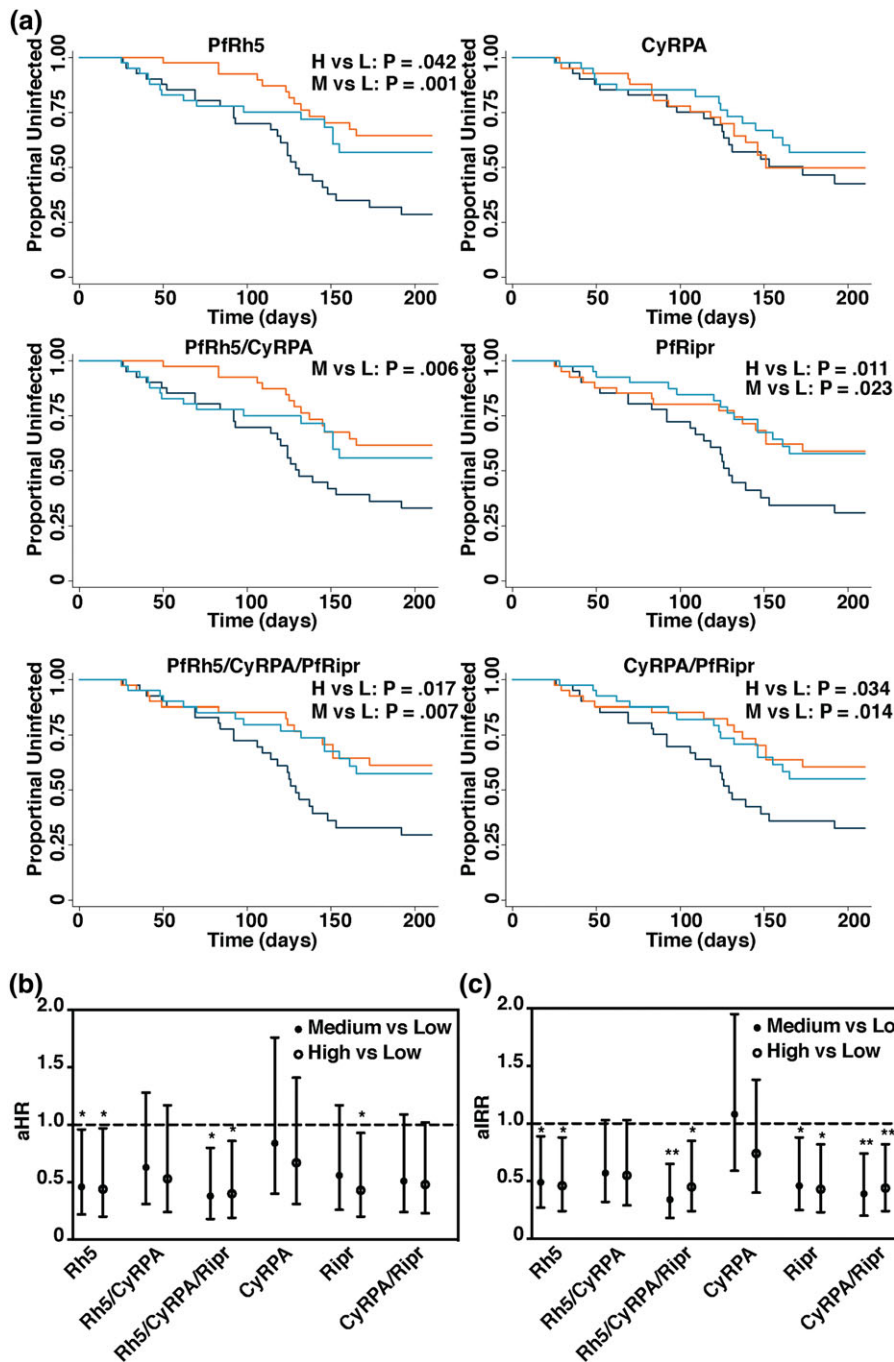 (a)
PfRh5
H vs L: P = .042
M vs L: P = .001
Proportinal Uninfected
1.00
0.75
0.50
0.25
0
0 50 100 150 200
Time (days)
CyRPA
Proportinal Uninfected
1.00
0.75
0.50
0.25
0
0 50 100 150 200
Time (days)
PfRh5/CyRPA
M vs L: P = .006
Proportinal Uninfected
1.00
0.75
0.50
0.25
0
0 50 100 150 200
Time (days)
PfRipr
H vs L: P = .011
M vs L: P = .023
Proportinal Uninfected
1.00
0.75
0.50
0.25
0
0 50 100 150 200
Time (days)
PfRh5/CyRPA/PfRipr
H vs L: P = .017
M vs L: P = .007
Proportinal Uninfected
1.00
0.75
0.50
0.25
0
0 50 100 150 200
Time (days)
CyRPA/PfRipr
H vs L: P = .034
M vs L: P = .014
Proportinal Uninfected
1.00
0.75
0.50
0.25
0
0 50 100 150 200
Time (days)
(b)
aHR
2.0
1.5
1.0
0.5
0
Medium vs Low
High vs Low
* * * * *
Rh5
Rh5/CyRPA
Rh5/CyRPA/Ripr
CyRPA
Ripr
CyRPA/Ripr
(c)
aIRR
2.0
1.5
1.0
0.5
0
Medium vs Lo
High vs Low
* * ** * * * ** **
Rh5
Rh5/CyRPA
Rh5/CyRPA/Ripr
CyRPA
Ripr
CyRPA/Ripr